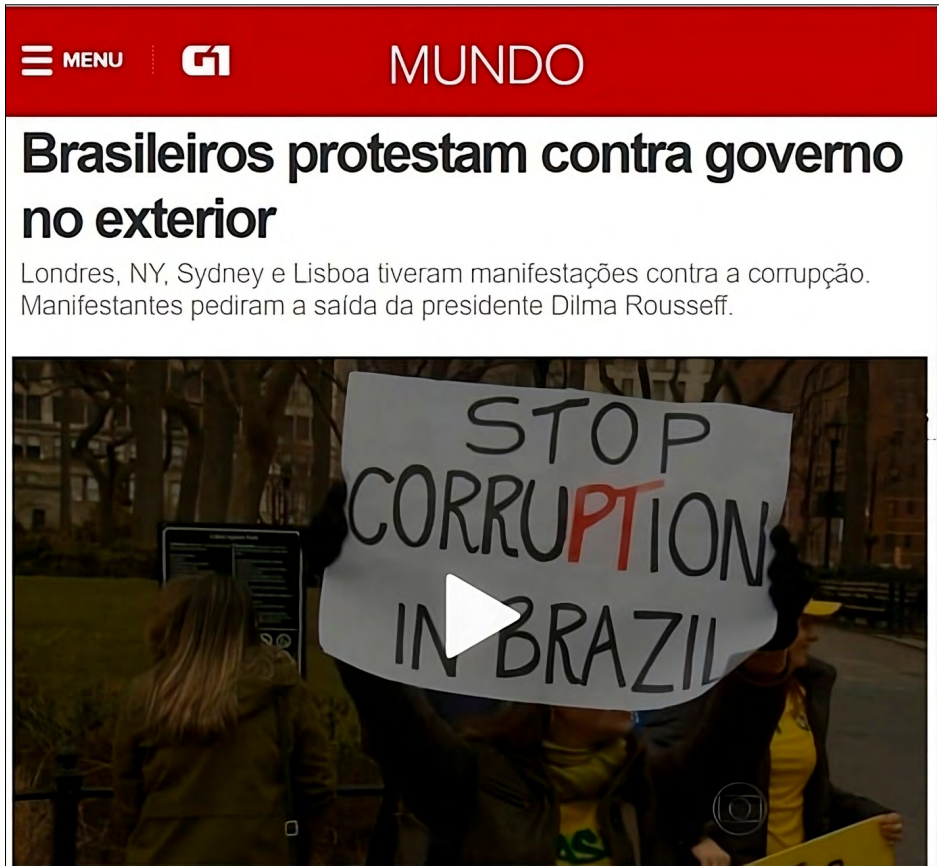 MENU G1 MUNDO
Brasileiros protestam contra governo
no exterior
Londres, NY, Sydney e Lisboa tiveram manifestações contra a corrupção.
Manifestantes pediram a saída da presidente Dilma Rousseff.
STOP
CORRUPTION
IN BRAZIL